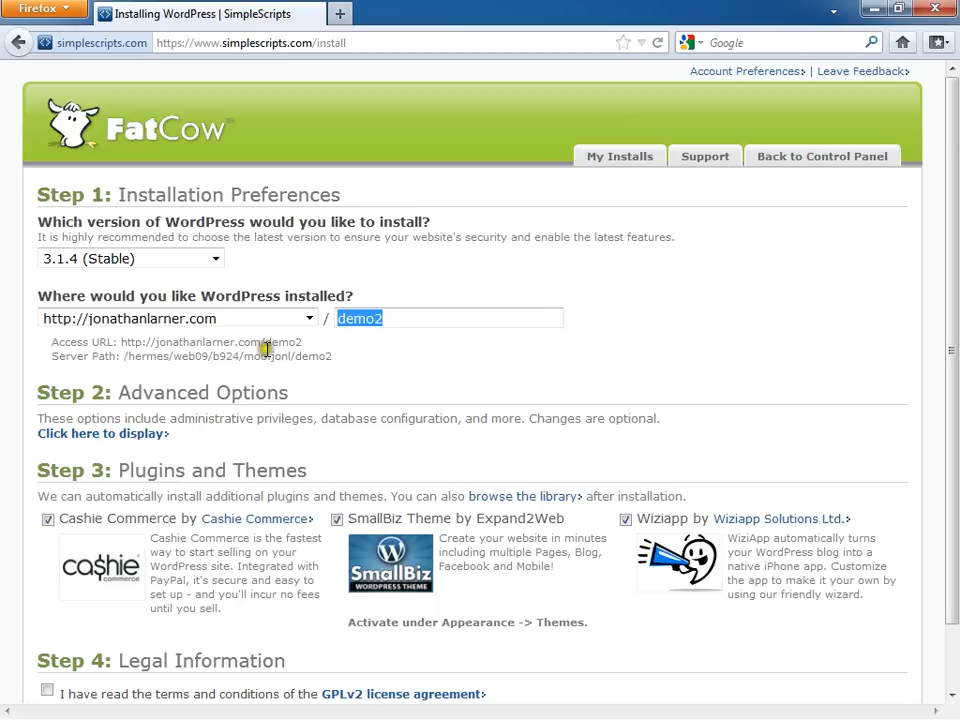 Firefox
Installing WordPress | SimpleScripts
simplescripts.com https://www.simplescripts.com/install
Google
Account Preferences› | Leave Feedback›
FatCow™
My Installs Support Back to Control Panel
Step 1: Installation Preferences
Which version of WordPress would you like to install?
It is highly recommended to choose the latest version to ensure your website's security and enable the latest features.
3.1.4 (Stable)
Where would you like WordPress installed?
http://jonathanlarner.com / demo2
Access URL: http://jonathanlarner.com/demo2
Server Path: /hermes/web09/b924/moo.jonl/demo2
Step 2: Advanced Options
These options include administrative privileges, database configuration, and more. Changes are optional.
Click here to display›
Step 3: Plugins and Themes
We can automatically install additional plugins and themes. You can also browse the library› after installation.
Cashie Commerce by Cashie Commerce›
cashie commerce
Cashie Commerce is the fastest
way to start selling on your
WordPress site. Integrated with
PayPal, it's secure and easy to
set up - and you'll incur no fees
until you sell.
SmallBiz Theme by Expand2Web
SmallBiz
WORDPRESS THEME
Create your website in minutes
including multiple Pages, Blog,
Facebook and Mobile!
Activate under Appearance -> Themes.
Wiziapp by Wiziapp Solutions Ltd.›
WiziApp automatically turns
your WordPress blog into a
native iPhone app. Customize
the app to make it your own by
using our friendly wizard.
Step 4: Legal Information
I have read the terms and conditions of the GPLv2 license agreement›